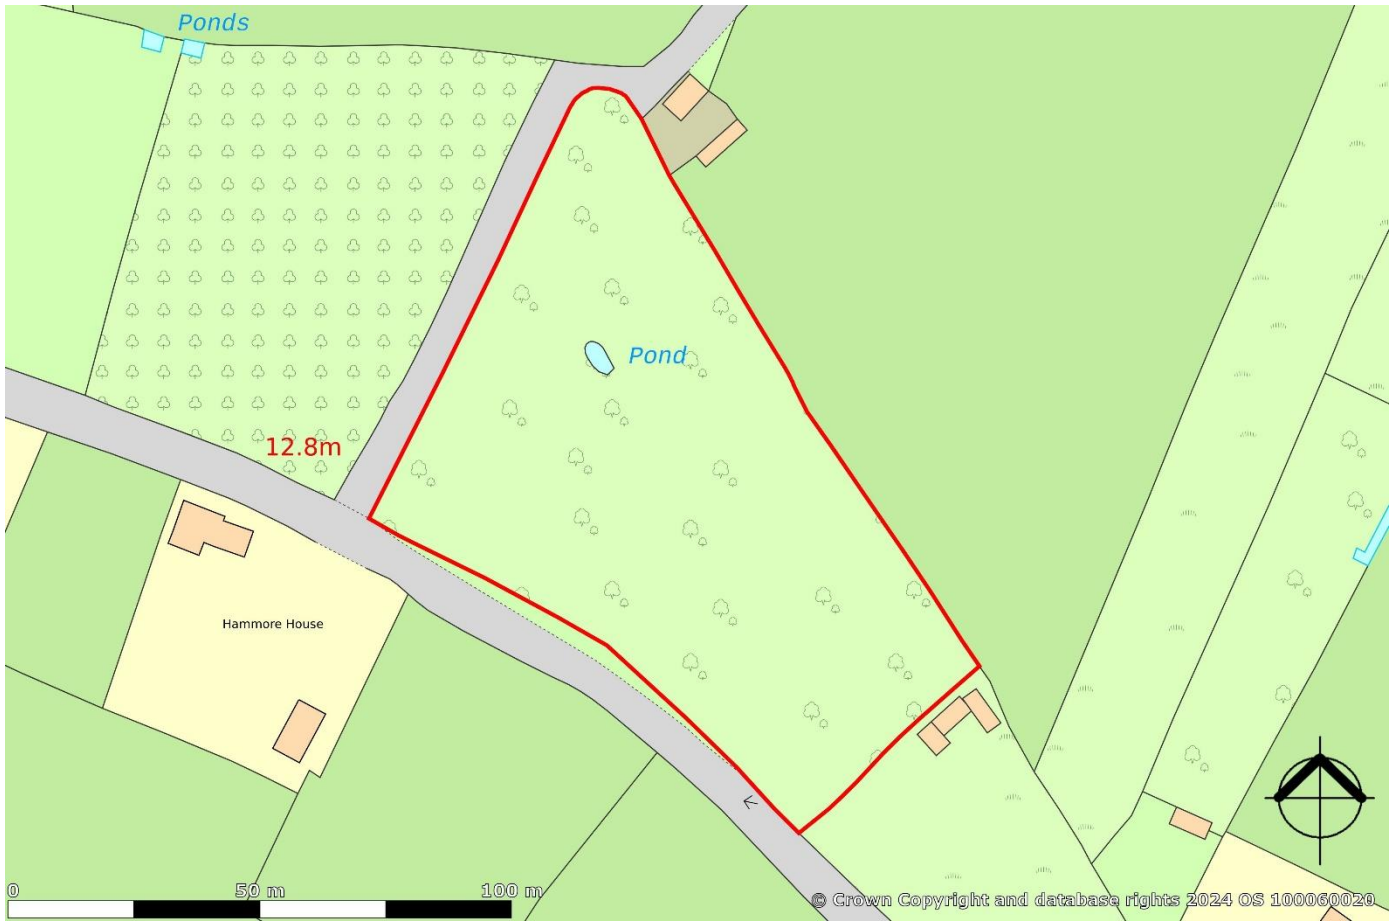 Ponds
Pond
12.8m
Hammore House
0 50 m 100 m
© Crown Copyright and database rights 2024 OS 100060020